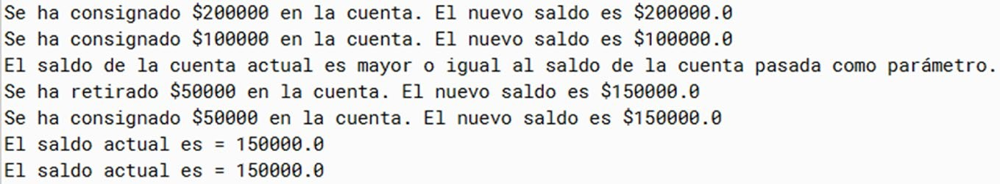 Se ha consignado $200000 en la cuenta. El nuevo saldo es $200000.0
Se ha consignado $100000 en la cuenta. El nuevo saldo es $100000.0
El saldo de la cuenta actual es mayor o igual al saldo de la cuenta pasada como parámetro.
Se ha retirado $50000 en la cuenta. El nuevo saldo es $150000.0
Se ha consignado $50000 en la cuenta. El nuevo saldo es $150000.0
El saldo actual es = 150000.0
El saldo actual es = 150000.0